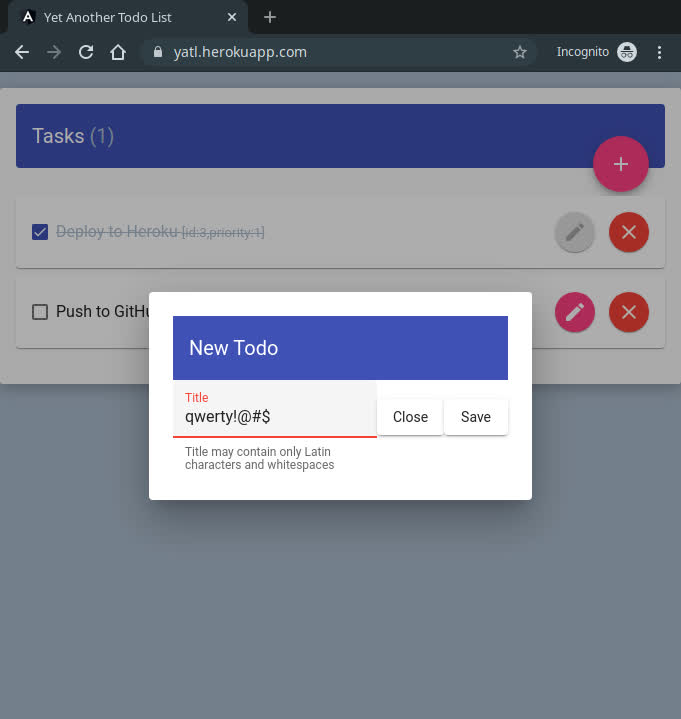 Yet Another Todo List
yatl.herokuapp.com
Incognito
Tasks (1)
Deploy to Heroku [id:3,priority:1]
Push to GitHu
New Todo
Title
qwerty!@#$
Close
Save
Title may contain only Latin
characters and whitespaces